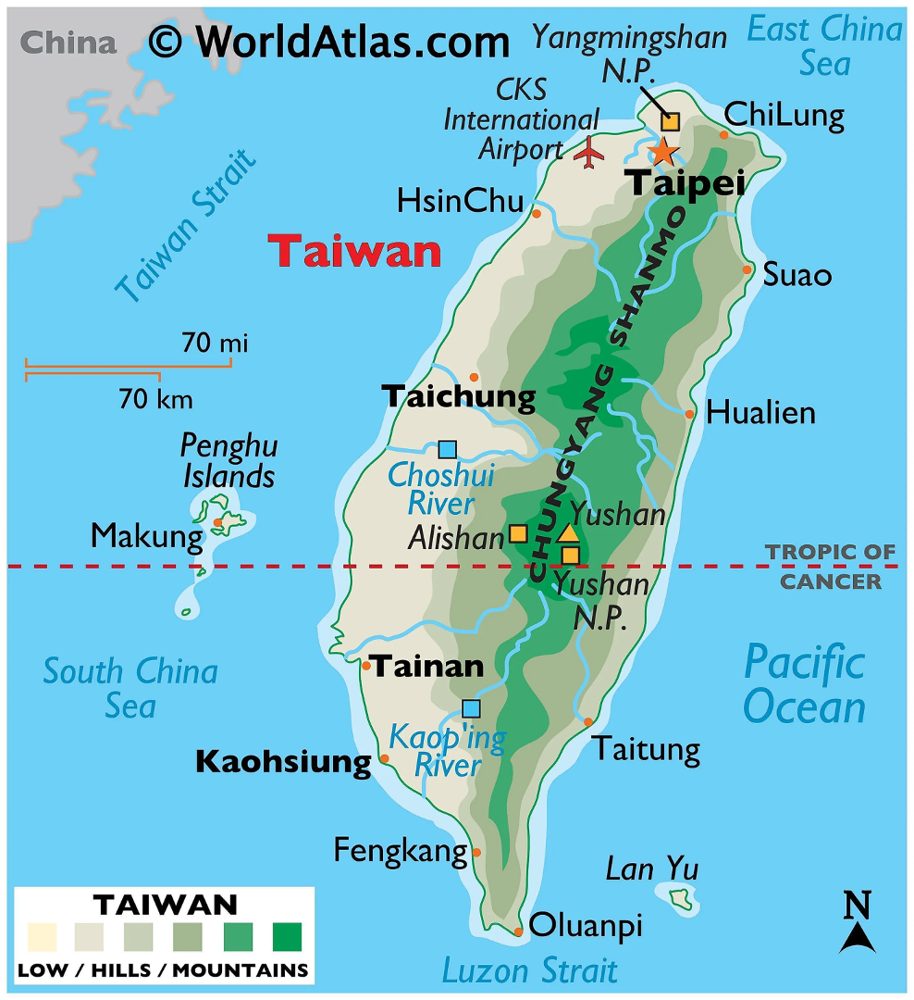 China
© WorldAtlas.com
Yangmingshan
N.P.
East China
Sea
CKS
International
Airport
ChiLung
Taipei
HsinChu
Taiwan Strait
Taiwan
Suao
70 mi
70 km
CHUNGYANG SHANMO
Taichung
Hualien
Penghu
Islands
Choshui
River
Makung
Alishan
Yushan
TROPIC OF
CANCER
Yushan
N.P.
South China
Sea
Tainan
Pacific
Ocean
Kaop'ing
River
Kaohsiung
Taitung
Fengkang
Lan Yu
Oluanpi
N
TAIWAN
LOW / HILLS / MOUNTAINS
Luzon Strait